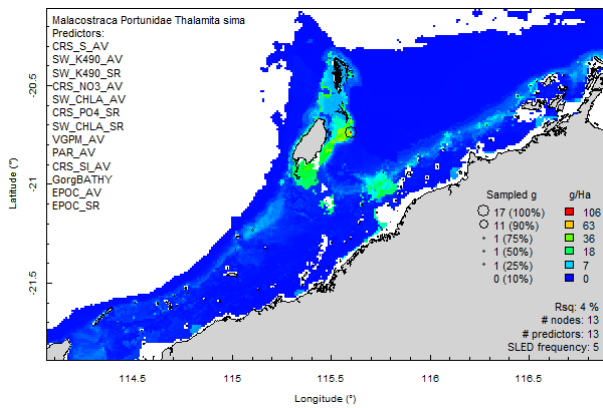 Malacostraca Portunidae Thalamita sima
Predictors:
CRS_S_AV
SW_K490_AV
SW_K490_SR
CRS_NO3_AV
SW_CHLA_AV
CRS_PO4_SR
SW_CHLA_SR
VGPM_AV
PAR_AV
CRS_SI_AV
GorgBATHY
EPOC_AV
EPOC_SR
-20.5
-21
-21.5
Latitude (°)
Sampled g
17 (100%)
11 (90%)
1 (75%)
1 (50%)
1 (25%)
0 (10%)
g/Ha
106
63
36
18
7
0
Rsq: 4 %
# nodes: 13
# predictors: 13
SLED frequency: 5
114.5 115 115.5 116 116.5
Longitude (°)